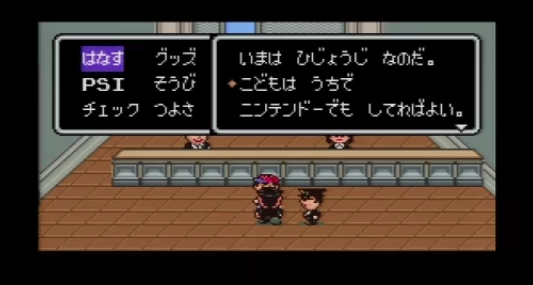 はなす グッズ
PSI そうび
チェック つよさ
いまは ひじょうじ なのだ。
◆こどもは うちで
ニンテンドーでも してればよい。